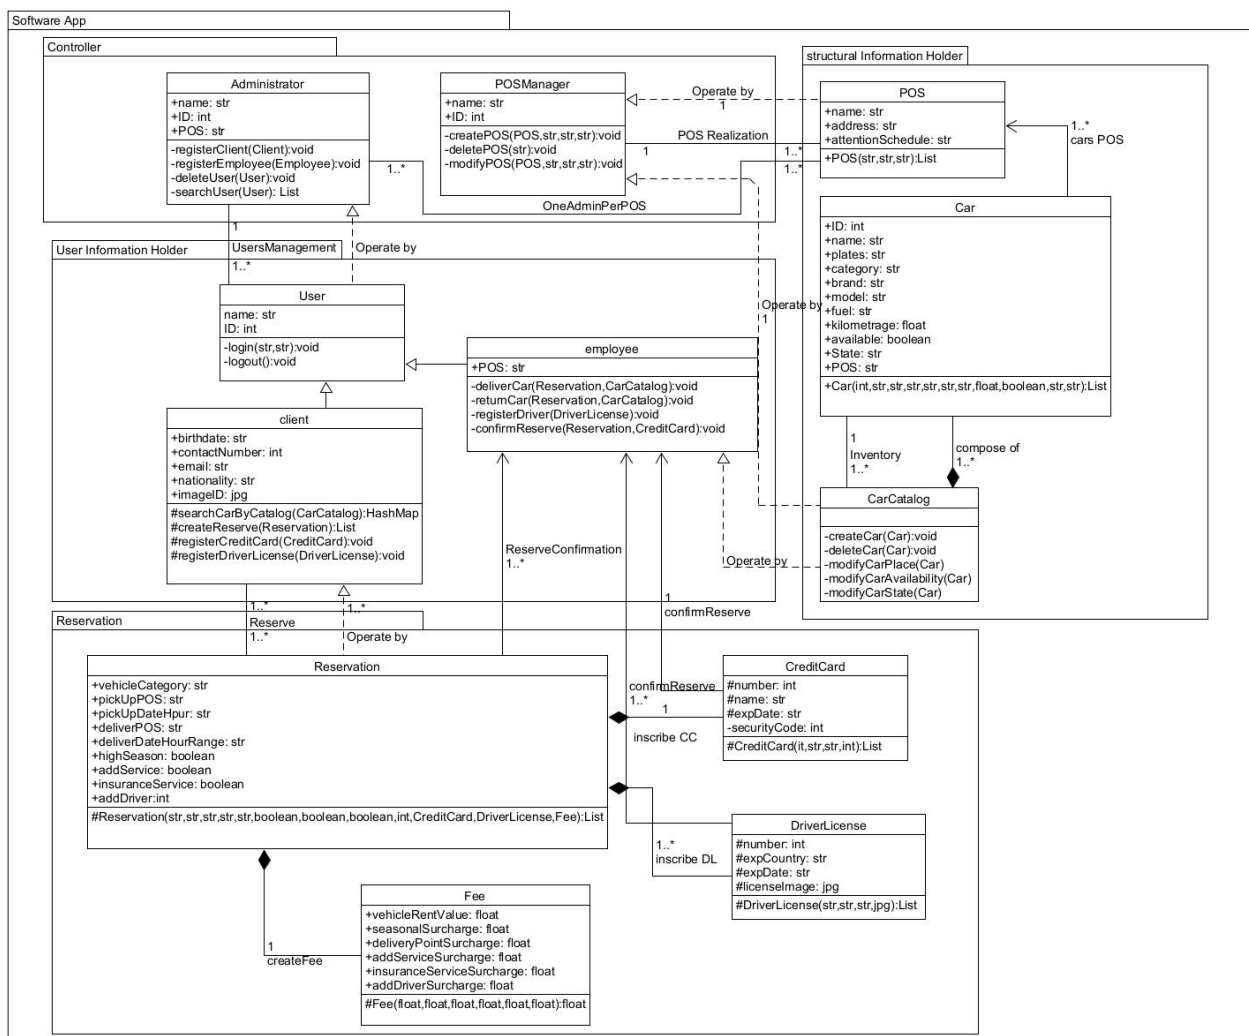 Software App
Controller
Administrator
+name: str
+ID: int
+POS: str
-registerClient(Client):void
-registerEmployee(Employee):void
-deleteUser(User):void
-searchUser(User): List
POSManager
+name: str
+ID: int
-createPOS(POS,str,str,str):void
-deletePOS(str):void
-modifyPOS(POS,str,str,str):void
Operate by
1
POS Realization
1
1..*
1..*
1..*
OneAdminPerPOS
structural Information Holder
POS
+name: str
+address: str
+attentionSchedule: str
+POS(str,str,str):List
1..*
cars POS
Car
+ID: int
+name: str
+plates: str
+category: str
+brand: str
+model: str
+fuel: str
+kilometrage: float
+available: boolean
+State: str
+POS: str
+Car(int,str,str,str,str,str,str,float,boolean,str,str):List
1
Inventory
1..*
compose of
1..*
CarCatalog
-createCar(Car):void
-deleteCar(Car):void
-modifyCarPlace(Car)
-modifyCarAvailability(Car)
-modifyCarState(Car)
Operate by
1
Operate by
User Information Holder
1
UsersManagement
1..*
Operate by
User
name: str
ID: int
-login(str,str):void
-logout():void
employee
+POS: str
-deliverCar(Reservation,CarCatalog):void
-returnCar(Reservation,CarCatalog):void
-registerDriver(DriverLicense):void
-confirmReserve(Reservation,CreditCard):void
client
+birthdate: str
+contactNumber: int
+email: str
+nationality: str
+imageID: jpg
#searchCarByCatalog(CarCatalog):HashMap
#createReserve(Reservation):List
#registerCreditCard(CreditCard):void
#registerDriverLicense(DriverLicense):void
ReserveConfirmation
1..*
1
confirmReserve
Reservation
1..*
Reserve
1..*
1..*
Operate by
Reservation
+vehicleCategory: str
+pickUpPOS: str
+pickUpDateHpur: str
+deliverPOS: str
+deliverDateHourRange: str
+highSeason: boolean
+addService: boolean
+insuranceService: boolean
+addDriver:int
#Reservation(str,str,str,str,str,boolean,boolean,boolean,int,CreditCard,DriverLicense,Fee):List
confirmReserve
1..*
1
inscribe CC
CreditCard
#number: int
#name: str
#expDate: str
-securityCode: int
#CreditCard(it,str,str,int):List
1..*
inscribe DL
DriverLicense
#number: int
#expCountry: str
#expDate: str
#licenseImage: jpg
#DriverLicense(str,str,str,jpg):List
1
createFee
Fee
+vehicleRentValue: float
+seasonalSurcharge: float
+deliveryPointSurcharge: float
+addServiceSurcharge: float
+insuranceServiceSurcharge: float
+addDriverSurcharge: float
#Fee(float,float,float,float,float,float):float